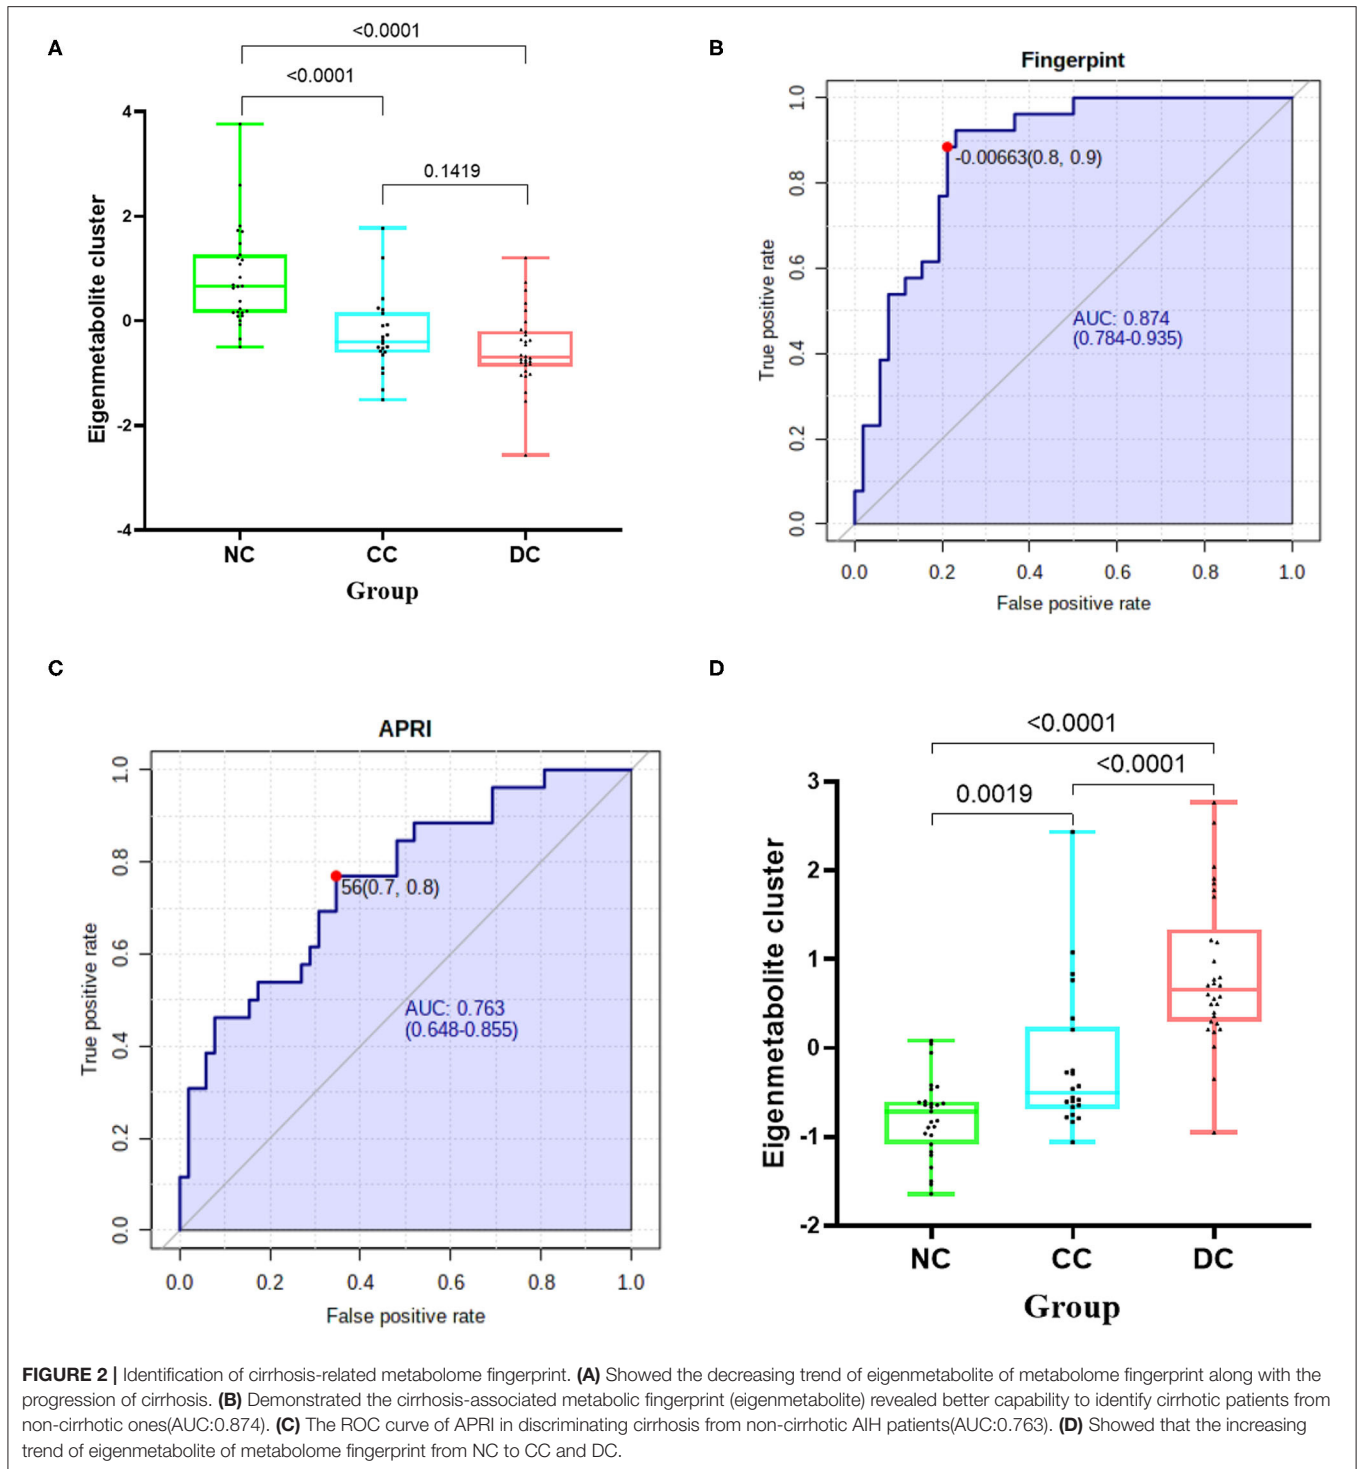 A
<0.0001
<0.0001
0.1419
4
2
0
-2
-4
Eigenmetabolite cluster
NC CC DC
Group
B
Fingerpint
1.0
0.8
0.6
0.4
0.2
0.0
True positive rate
-0.00663(0.8, 0.9)
AUC: 0.874
(0.784-0.935)
0.0 0.2 0.4 0.6 0.8 1.0
False positive rate
C
APRI
1.0
0.8
0.6
0.4
0.2
0.0
True positive rate
56(0.7, 0.8)
AUC: 0.763
(0.648-0.855)
0.0 0.2 0.4 0.6 0.8 1.0
False positive rate
D
<0.0001
<0.0001
0.0019
3
2
1
0
-1
-2
Eigenmetabolite cluster
NC CC DC
Group
FIGURE 2 | Identification of cirrhosis-related metabolome fingerprint. (A) Showed the decreasing trend of eigenmetabolite of metabolome fingerprint along with the
progression of cirrhosis. (B) Demonstrated the cirrhosis-associated metabolic fingerprint (eigenmetabolite) revealed better capability to identify cirrhotic patients from
non-cirrhotic ones(AUC:0.874). (C) The ROC curve of APRI in discriminating cirrhosis from non-cirrhotic AIH patients(AUC:0.763). (D) Showed that the increasing
trend of eigenmetabolite of metabolome fingerprint from NC to CC and DC.